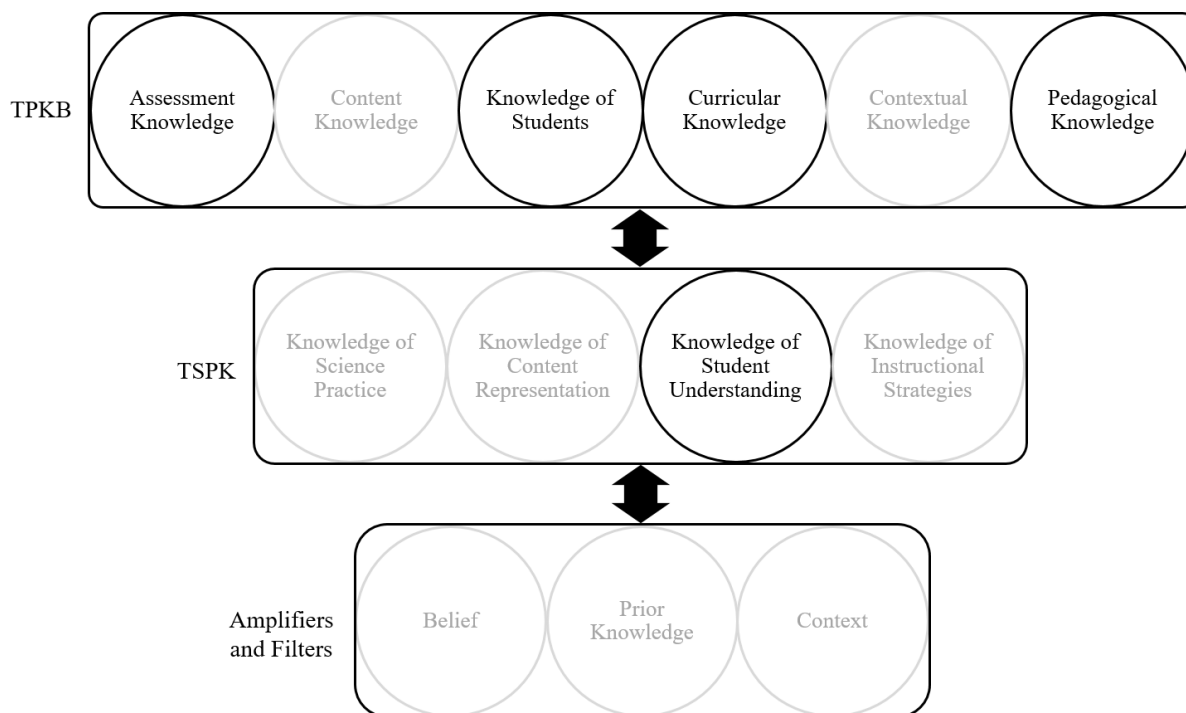 TPKB
Assessment
Knowledge
Content
Knowledge
Knowledge of
Students
Curricular
Knowledge
Contextual
Knowledge
Pedagogical
Knowledge
TSPK
Knowledge of
Science
Practice
Knowledge of
Content
Representation
Knowledge of
Student
Understanding
Knowledge of
Instructional
Strategies
Amplifiers
and Filters
Belief
Prior
Knowledge
Context